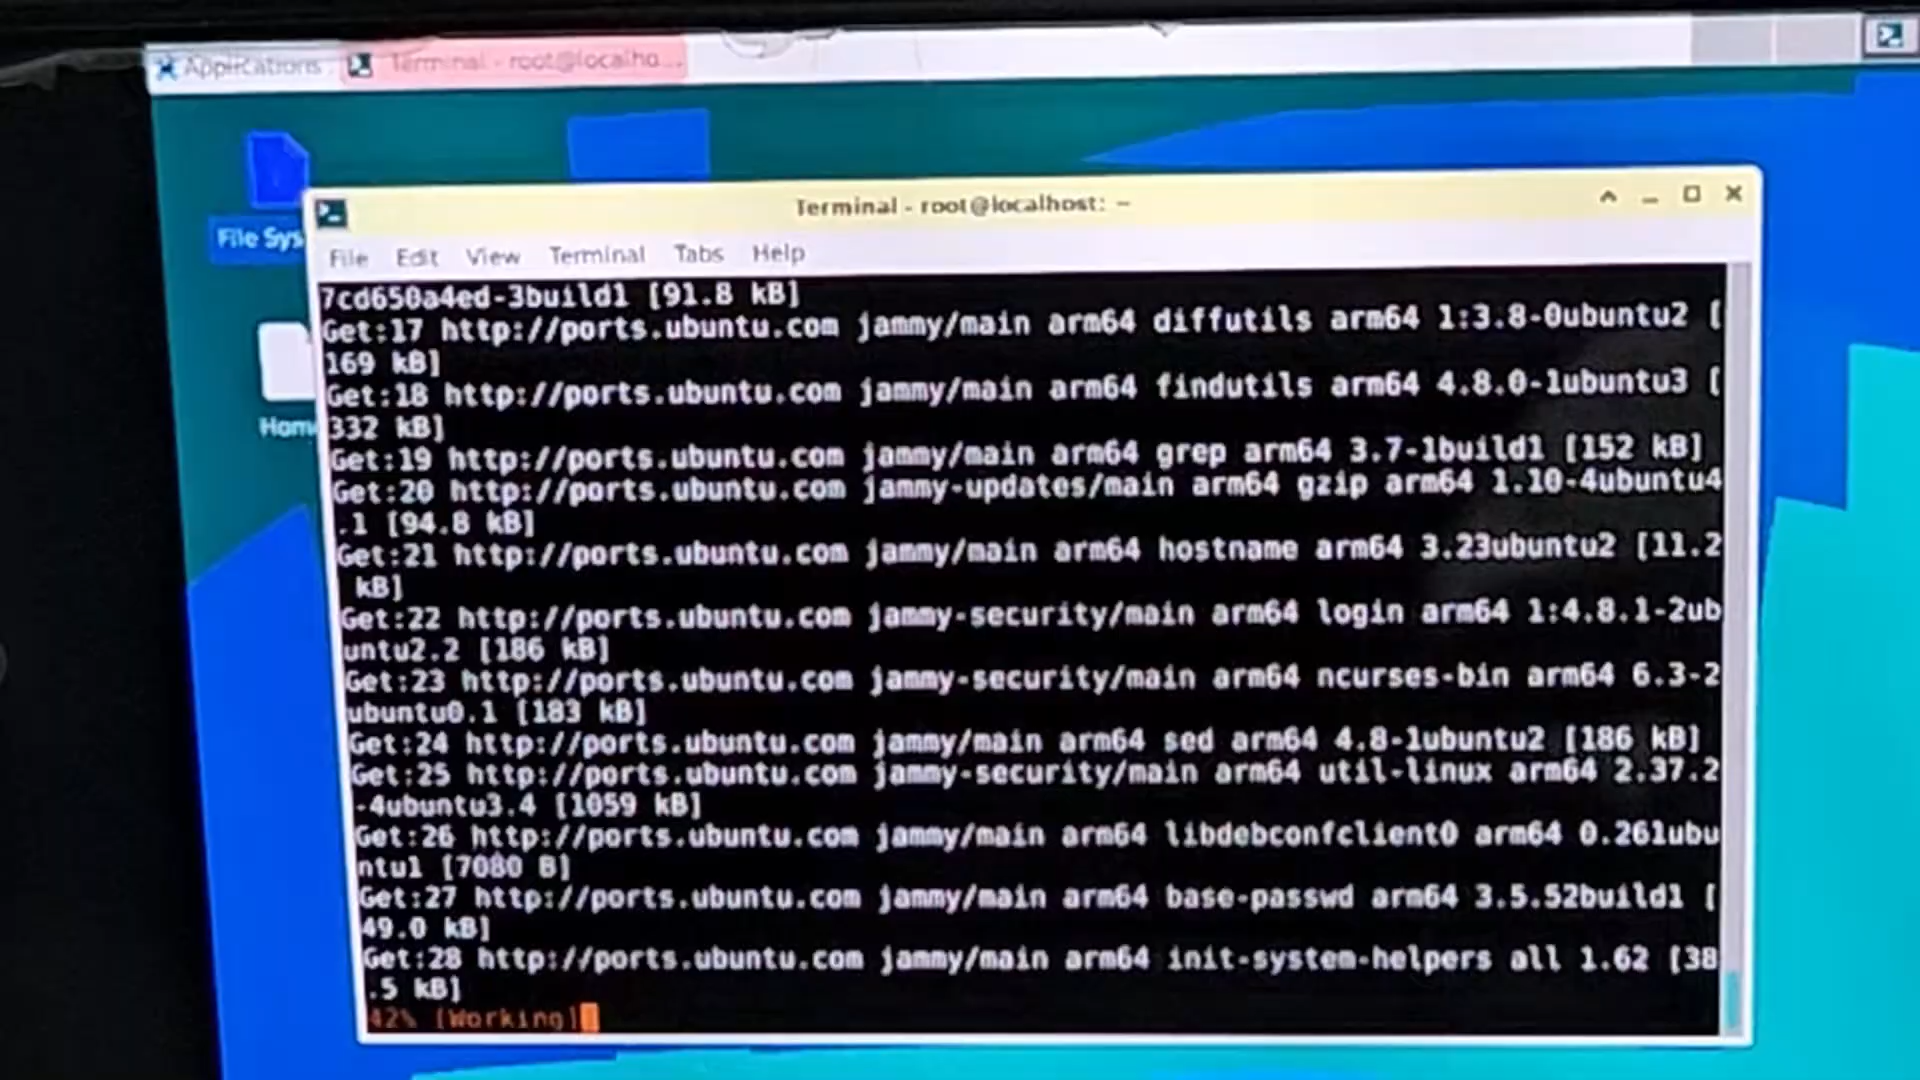 Applications
Terminal - root@localho...
File Sys
Home
Terminal - root@localhost: ~
File Edit View Terminal Tabs Help
7cd650a4ed-3build1 [91.8 kB]
Get:17 http://ports.ubuntu.com jammy/main arm64 diffutils arm64 1:3.8-0ubuntu2 [
169 kB]
Get:18 http://ports.ubuntu.com jammy/main arm64 findutils arm64 4.8.0-1ubuntu3 [
332 kB]
Get:19 http://ports.ubuntu.com jammy/main arm64 grep arm64 3.7-1build1 [152 kB]
Get:20 http://ports.ubuntu.com jammy-updates/main arm64 gzip arm64 1.10-4ubuntu4
.1 [94.8 kB]
Get:21 http://ports.ubuntu.com jammy/main arm64 hostname arm64 3.23ubuntu2 [11.2
kB]
Get:22 http://ports.ubuntu.com jammy-security/main arm64 login arm64 1:4.8.1-2ub
untu2.2 [186 kB]
Get:23 http://ports.ubuntu.com jammy-security/main arm64 ncurses-bin arm64 6.3-2
ubuntu0.1 [183 kB]
Get:24 http://ports.ubuntu.com jammy/main arm64 sed arm64 4.8-1ubuntu2 [186 kB]
Get:25 http://ports.ubuntu.com jammy-security/main arm64 util-linux arm64 2.37.2
-4ubuntu3.4 [1059 kB]
Get:26 http://ports.ubuntu.com jammy/main arm64 libdebconfclient0 arm64 0.261ubu
ntu1 [7080 B]
Get:27 http://ports.ubuntu.com jammy/main arm64 base-passwd arm64 3.5.52build1 [
49.0 kB]
Get:28 http://ports.ubuntu.com jammy/main arm64 init-system-helpers all 1.62 [38
.5 kB]
42% [Working]